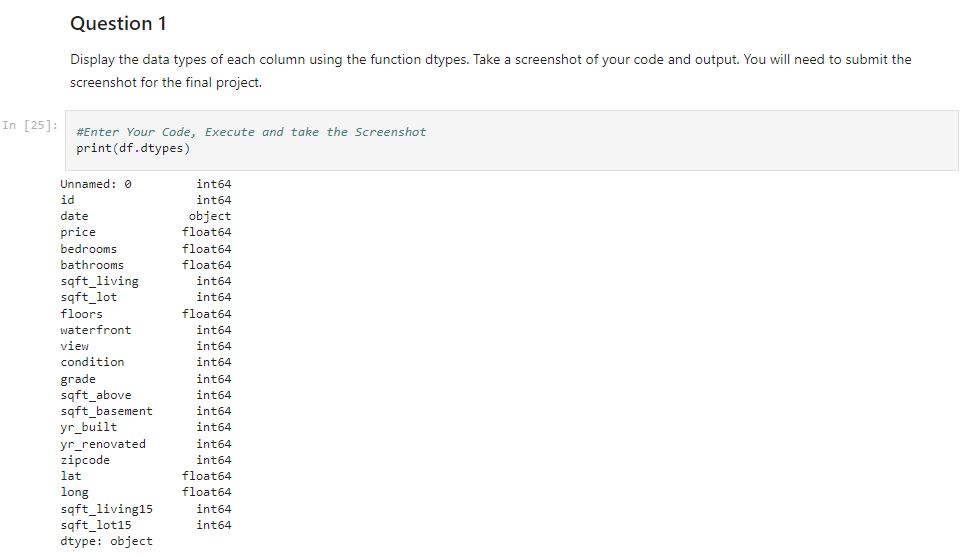 Question 1
Display the data types of each column using the function dtypes. Take a screenshot of your code and output. You will need to submit the
screenshot for the final project.
In [25]:
#Enter Your Code, Execute and take the Screenshot
print(df.dtypes)
Unnamed: 0 int64
id int64
date object
price float64
bedrooms float64
bathrooms float64
sqft_living int64
sqft_lot int64
floors float64
waterfront int64
view int64
condition int64
grade int64
sqft_above int64
sqft_basement int64
yr_built int64
yr_renovated int64
zipcode int64
lat float64
long float64
sqft_living15 int64
sqft_lot15 int64
dtype: object